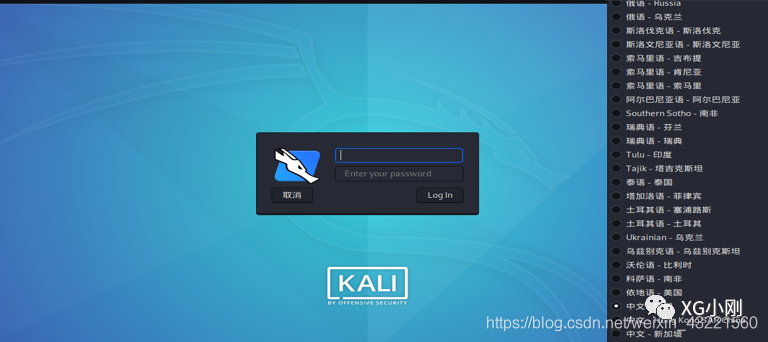 Enter your password
取消
Log In
KALI
BY OFFENSIVE SECURITY
俄语 - Russia
俄语 - 乌克兰
斯洛伐克语 - 斯洛伐克
斯洛文尼亚语 - 斯洛文尼亚
索马里语 - 吉布提
索马里语 - 肯尼亚
索马里语 - 索马里
阿尔巴尼亚语 - 阿尔巴尼亚
Southern Sotho - 南非
瑞典语 - 芬兰
瑞典语 - 瑞典
Tulu - 印度
Tajik - 塔吉克斯坦
泰语 - 泰国
塔加洛语 - 菲律宾
土耳其语 - 塞浦路斯
土耳其语 - 土耳其
Ukrainian - 乌克兰
乌兹别克语 - 乌兹别克斯坦
沃伦语 - 比利时
科萨语 - 南非
依地语 - 美国
中文
XG小刚
中文 - Hong Kong SAR China
https://blog.csdn.net/weixin_43221560
中文 - 新加坡